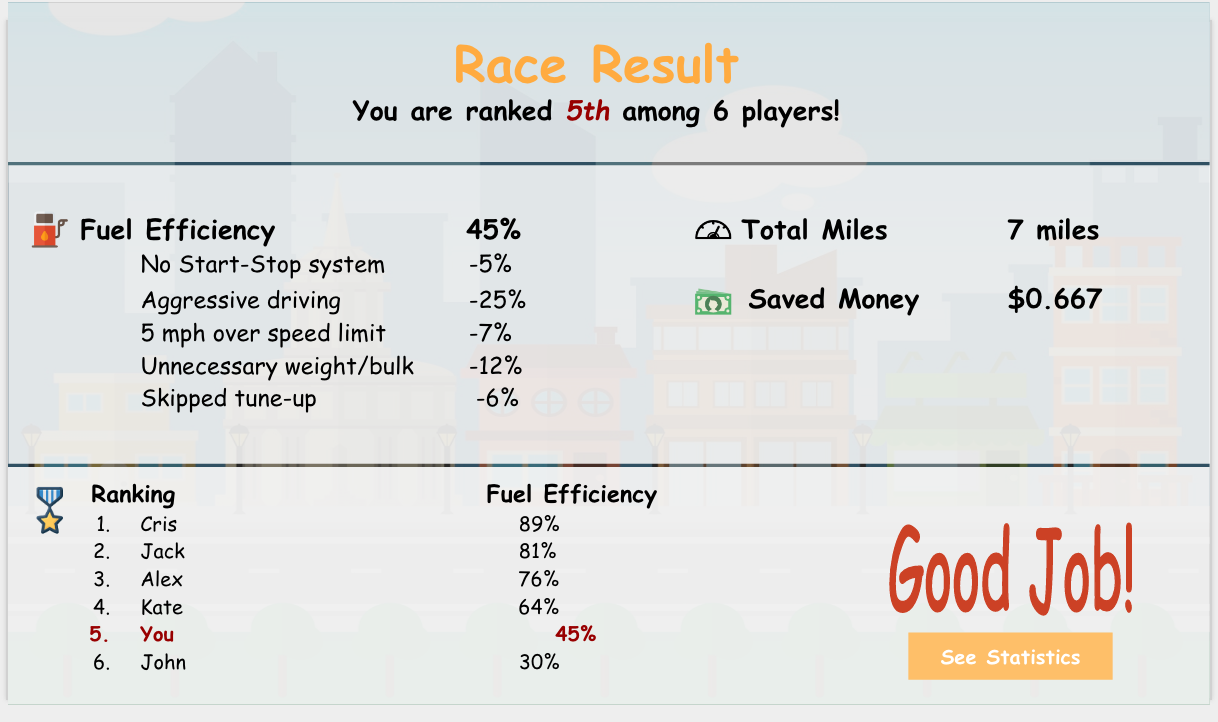 Race Result
You are ranked 5th among 6 players!
Fuel Efficiency 45%
No Start-Stop system -5%
Aggressive driving -25%
5 mph over speed limit -7%
Unnecessary weight/bulk -12%
Skipped tune-up -6%
Total Miles 7 miles
Saved Money $0.667
Ranking Fuel Efficiency
1. Cris 89%
2. Jack 81%
3. Alex 76%
4. Kate 64%
5. You 45%
6. John 30%
Good Job!
See Statistics